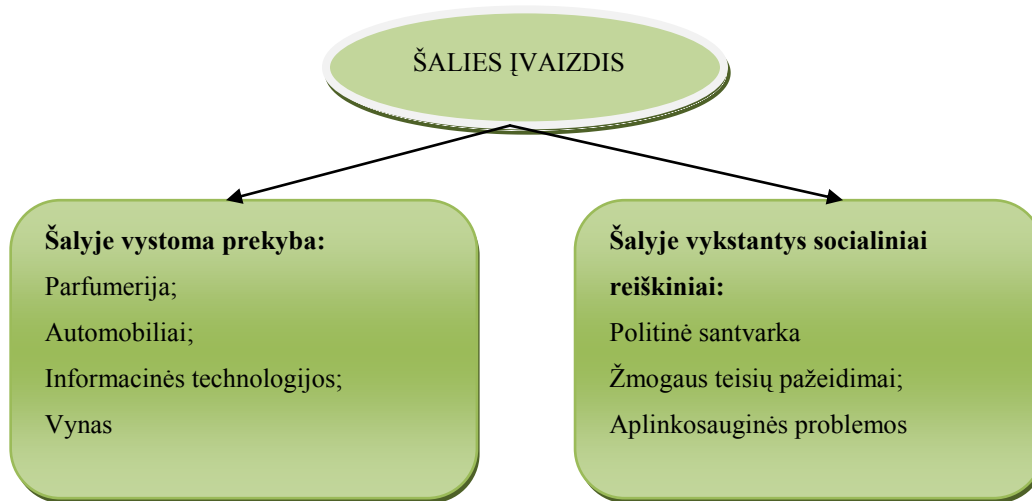 ŠALIES ĮVAIZDIS
Šalyje vystoma prekyba:
Parfumerija;
Automobiliai;
Informacinės technologijos;
Vynas
Šalyje vykstantys socialiniai
reiškiniai:
Politinė santvarka
Žmogaus teisių pažeidimai;
Aplinkosauginės problemos